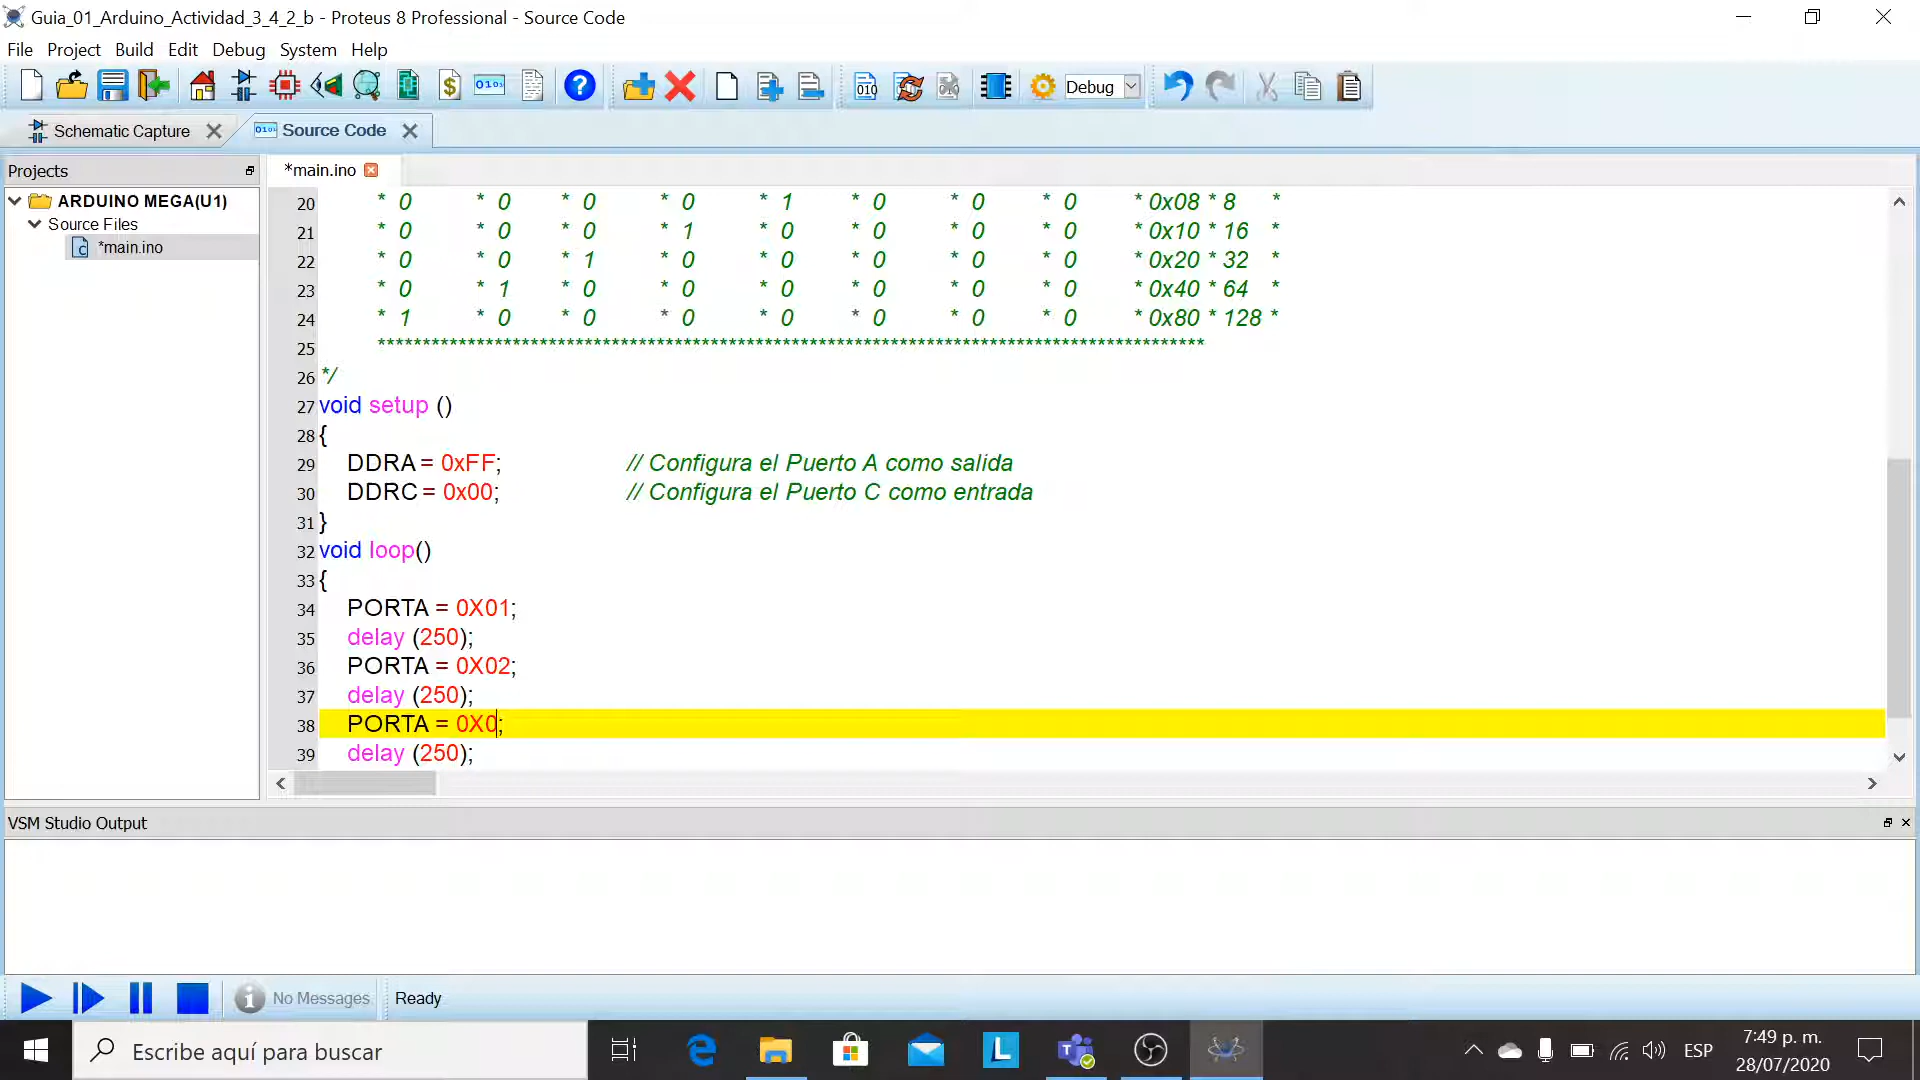 Guia_01_Arduino_Actividad_3_4_2_b - Proteus 8 Professional - Source Code
File Project Build Edit Debug System Help
Debug
Schematic Capture
Source Code
Projects
*main.ino
ARDUINO MEGA(U1)
Source Files
*main.ino
20 * 0 * 0 * 0 * 0 * 1 * 0 * 0 * 0 * 0x08 * 8 *
21 * 0 * 0 * 0 * 1 * 0 * 0 * 0 * 0 * 0x10 * 16 *
22 * 0 * 0 * 1 * 0 * 0 * 0 * 0 * 0 * 0x20 * 32 *
23 * 0 * 1 * 0 * 0 * 0 * 0 * 0 * 0 * 0x40 * 64 *
24 * 1 * 0 * 0 * 0 * 0 * 0 * 0 * 0 * 0x80 * 128 *
25 ********************************************************************************************
26 */
27 void setup ()
28 {
29 DDRA = 0xFF; // Configura el Puerto A como salida
30 DDRC = 0x00; // Configura el Puerto C como entrada
31 }
32 void loop()
33 {
34 PORTA = 0X01;
35 delay (250);
36 PORTA = 0X02;
37 delay (250);
38 PORTA = 0X0;
39 delay (250);
VSM Studio Output
No Messages
Ready
Escribe aquí para buscar
ESP
7:49 p. m.
28/07/2020